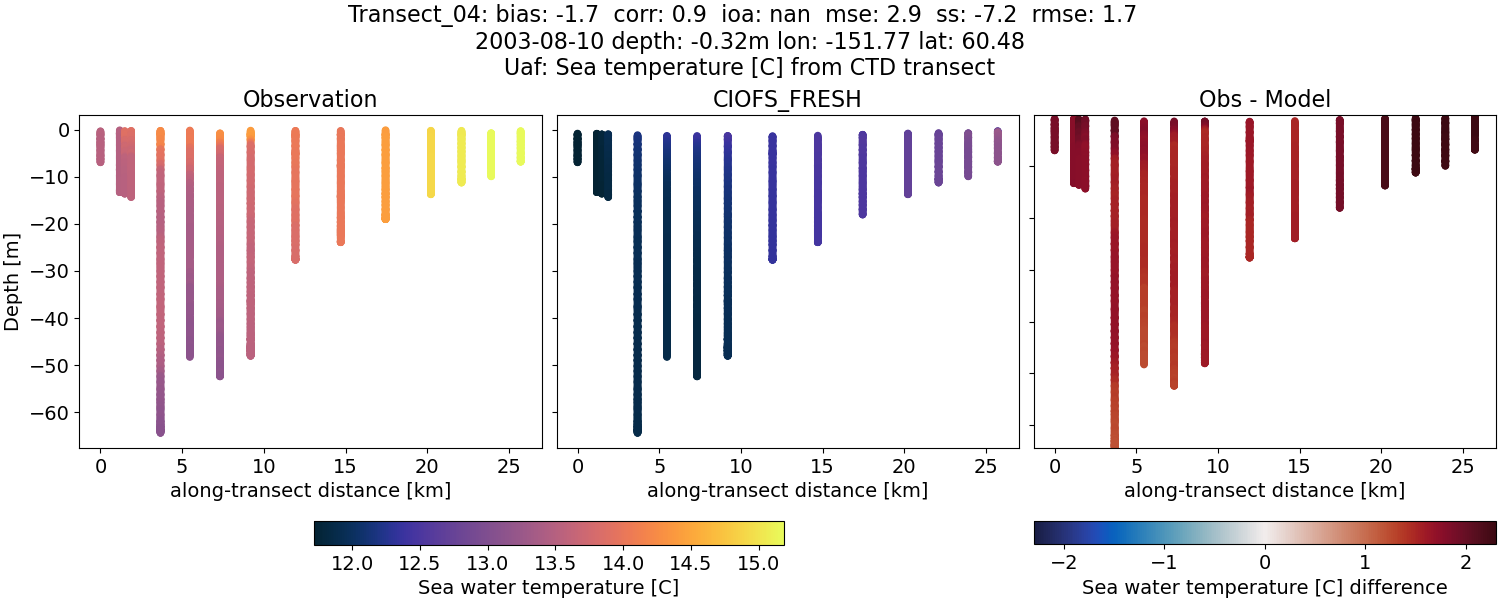 Transect_04: bias: -1.7  corr: 0.9  ioa: nan  mse: 2.9  ss: -7.2  rmse: 1.7
2003-08-10 depth: -0.32m lon: -151.77 lat: 60.48
Uaf: Sea temperature [C] from CTD transect
Observation
CIOFS_FRESH
Obs - Model
Depth [m]
0
−10
−20
−30
−40
−50
−60
0 5 10 15 20 25
0 5 10 15 20 25
0 5 10 15 20 25
along-transect distance [km]
along-transect distance [km]
along-transect distance [km]
12.0 12.5 13.0 13.5 14.0 14.5 15.0
Sea water temperature [C]
−2 −1 0 1 2
Sea water temperature [C] difference